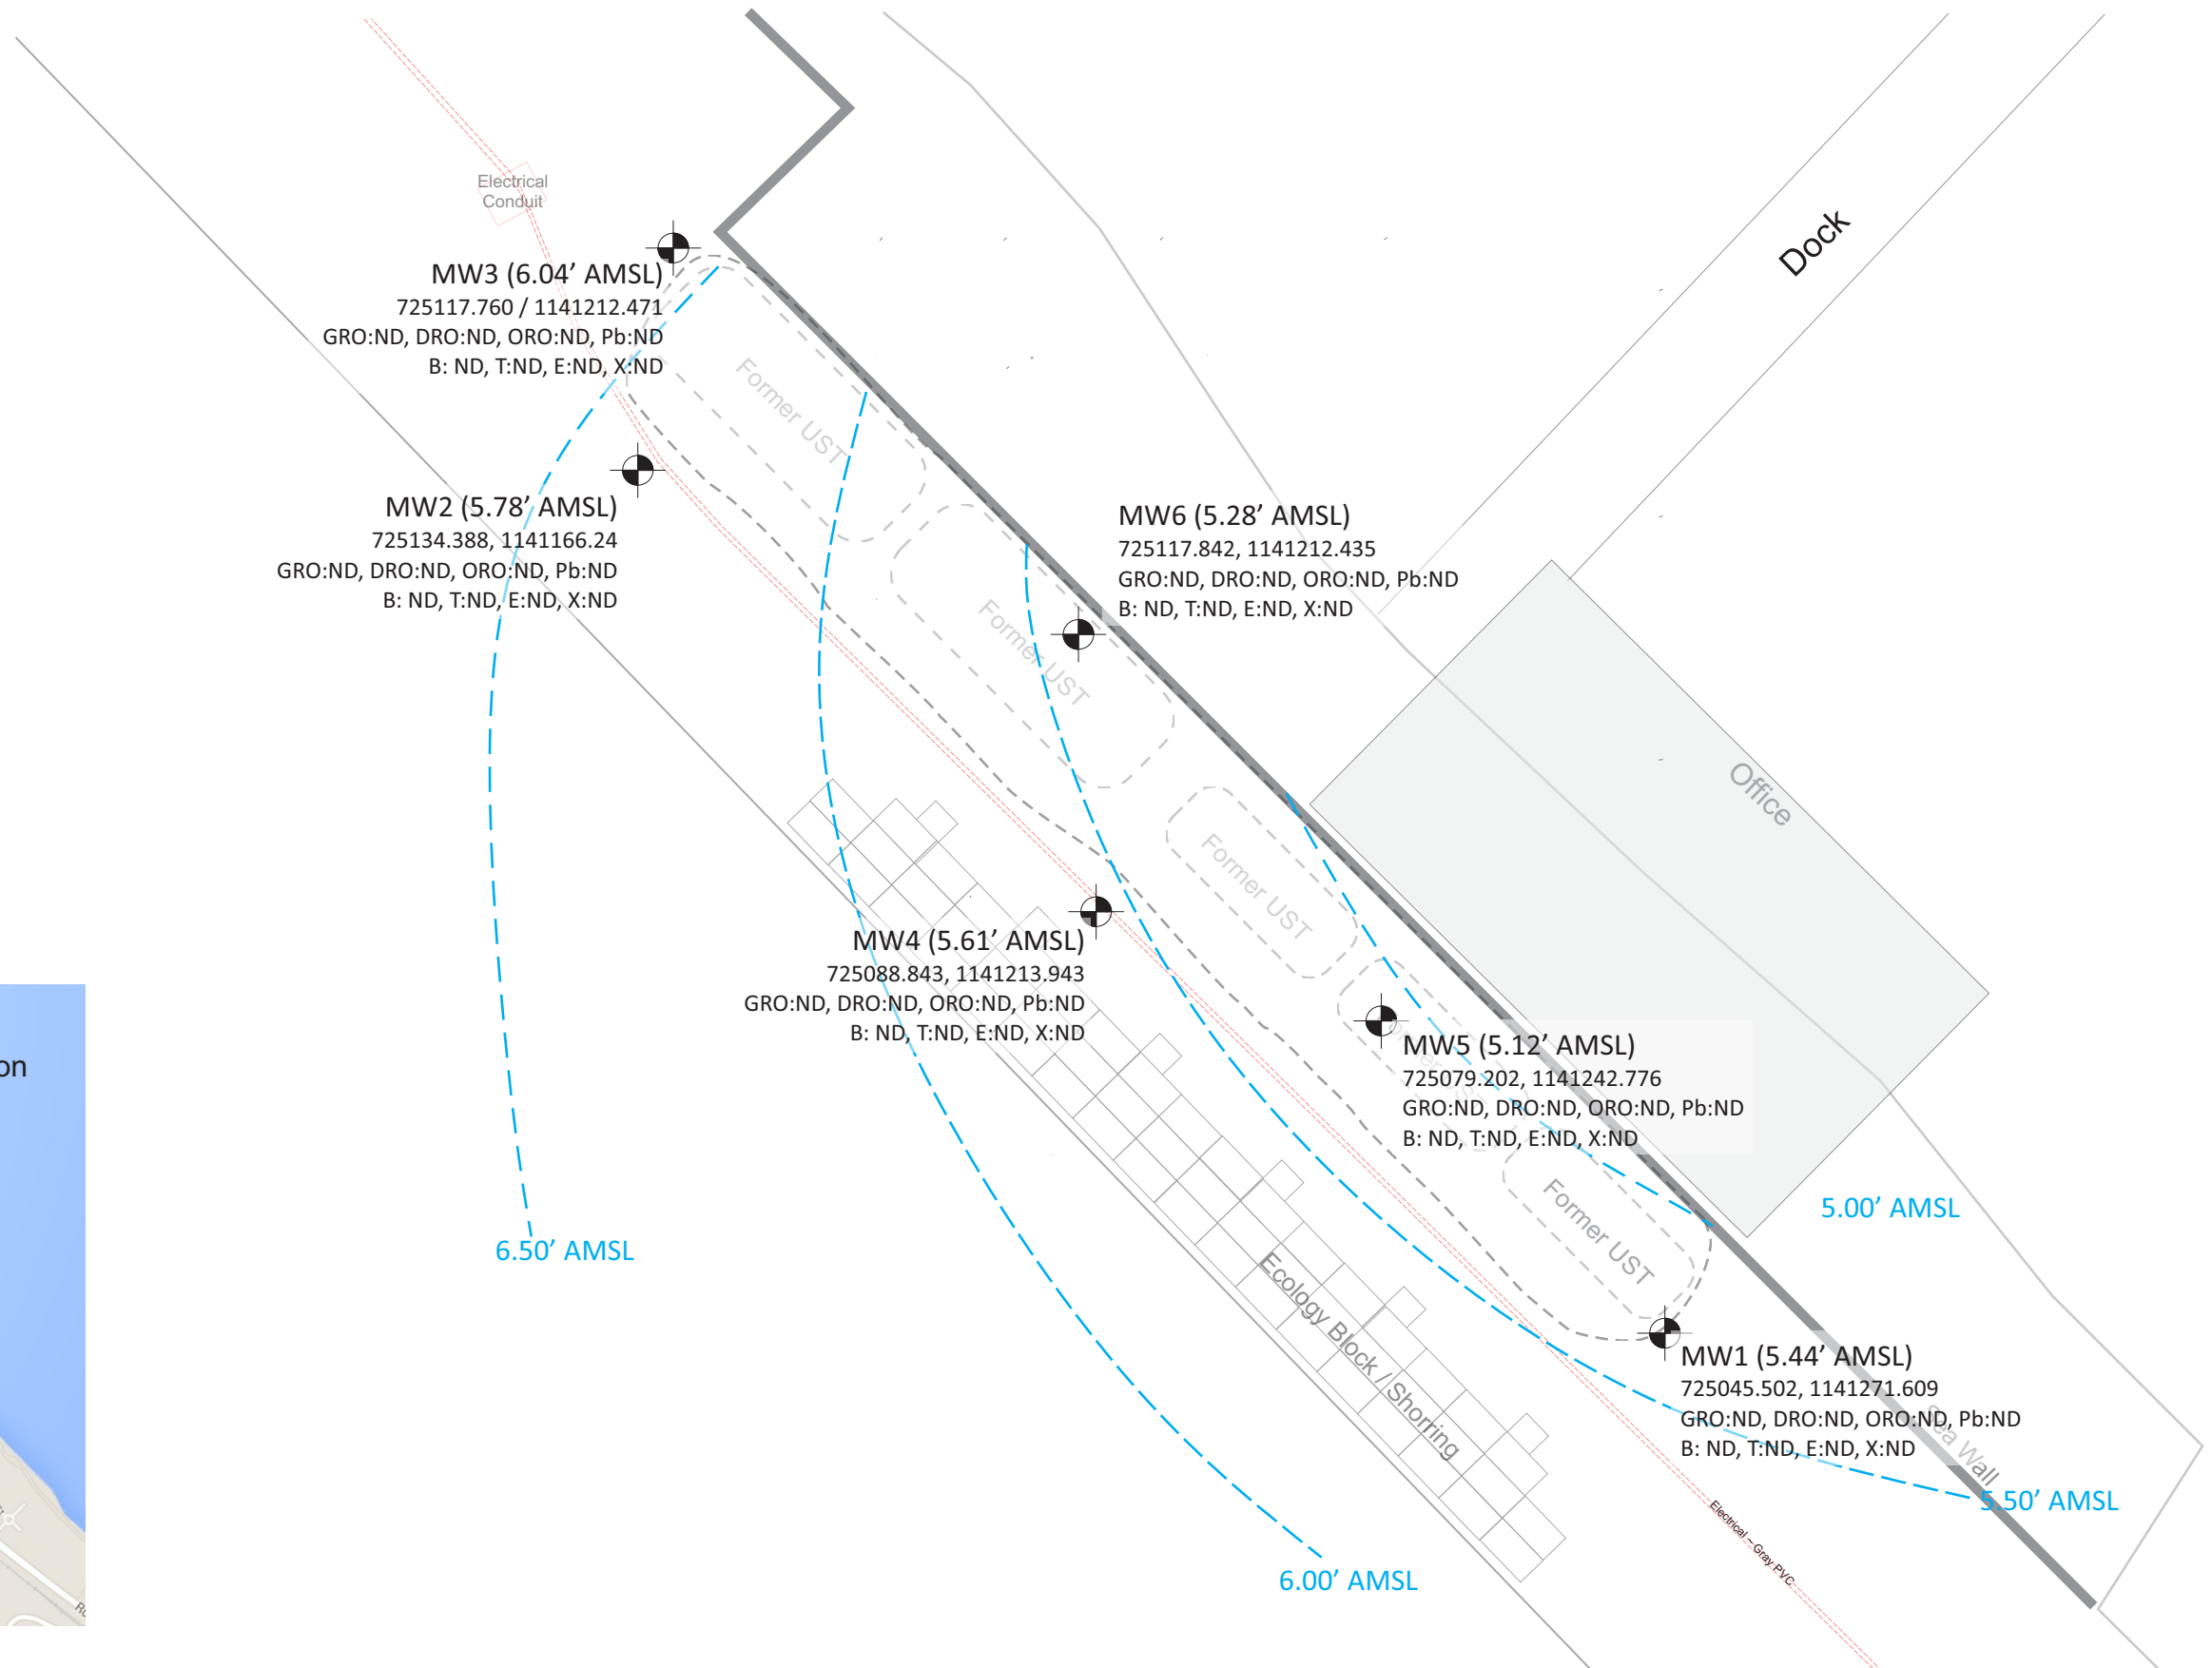 Electrical
Conduit
Dock
MW3 (6.04’ AMSL)
725117.760 / 1141212.471
GRO:ND, DRO:ND, ORO:ND, Pb:ND
B: ND, T:ND, E:ND, X:ND
Former UST
MW2 (5.78’ AMSL)
725134.388, 1141166.24
GRO:ND, DRO:ND, ORO:ND, Pb:ND
B: ND, T:ND, E:ND, X:ND
MW6 (5.28’ AMSL)
725117.842, 1141212.435
GRO:ND, DRO:ND, ORO:ND, Pb:ND
B: ND, T:ND, E:ND, X:ND
Former UST
Office
Former UST
MW4 (5.61’ AMSL)
725088.843, 1141213.943
GRO:ND, DRO:ND, ORO:ND, Pb:ND
B: ND, T:ND, E:ND, X:ND
MW5 (5.12’ AMSL)
725079.202, 1141242.776
GRO:ND, DRO:ND, ORO:ND, Pb:ND
B: ND, T:ND, E:ND, X:ND
on
Former UST
5.00’ AMSL
6.50’ AMSL
Ecology Block / Shorring
MW1 (5.44’ AMSL)
725045.502, 1141271.609
GRO:ND, DRO:ND, ORO:ND, Pb:ND
B: ND, T:ND, E:ND, X:ND
Sea Wall
5.50’ AMSL
Electrical – Gray PVC
6.00’ AMSL